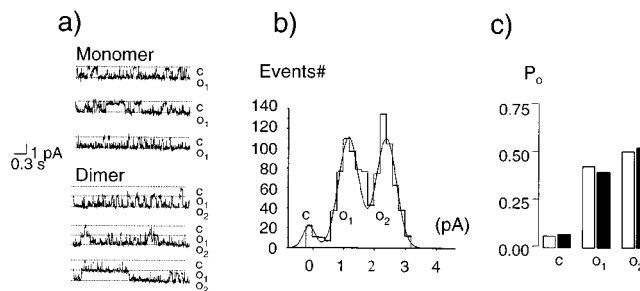 a)
Monomer
c
o1
c
o1
c
o1
1 pA
0.3 s
Dimer
c
o1
o2
c
o1
o2
c
o1
o2
b)
Events#
140
120
100
80
60
40
20
0
c
o1
o2
(pA)
0 1 2 3 4
c)
Po
0.75
0.50
0.25
0.00
c o1 o2